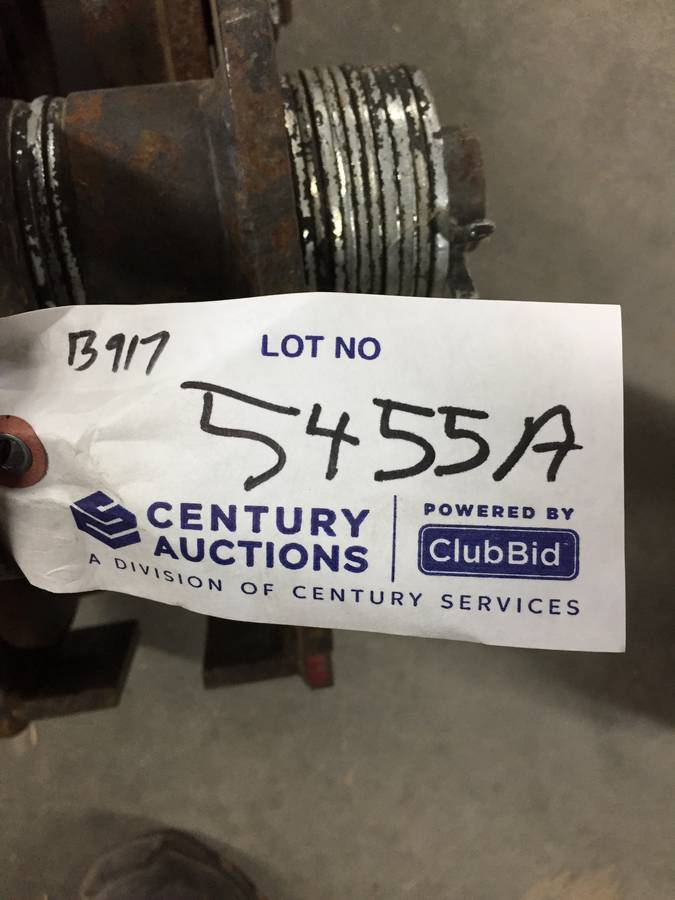 B917
LOT NO
5455A
CENTURY
AUCTIONS
A DIVISION OF CENTURY SERVICES
POWERED BY
ClubBid